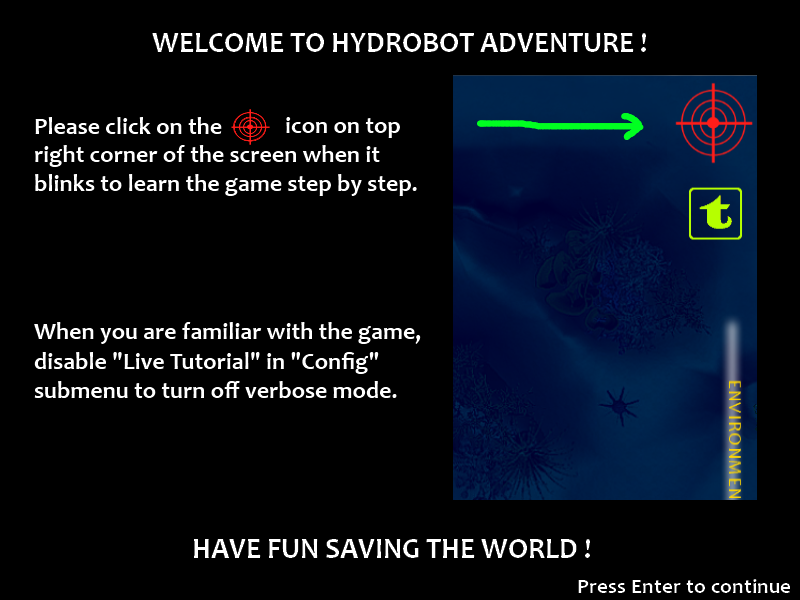 WELCOME TO HYDROBOT ADVENTURE !
Please click on the icon on top
right corner of the screen when it
blinks to learn the game step by step.
t
When you are familiar with the game,
disable "Live Tutorial" in "Config"
submenu to turn off verbose mode.
ENVIRONMEN
HAVE FUN SAVING THE WORLD !
Press Enter to continue